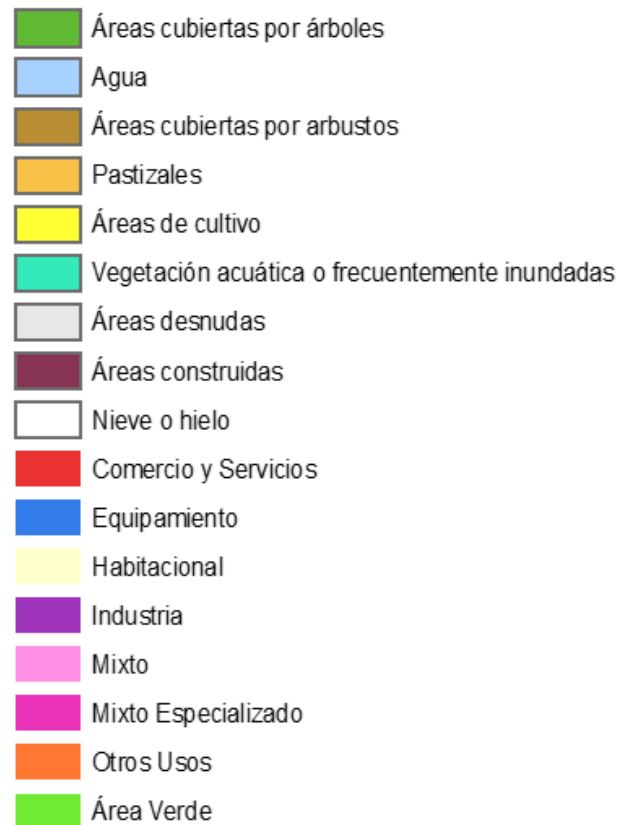 Áreas cubiertas por árboles
Agua
Áreas cubiertas por arbustos
Pastizales
Áreas de cultivo
Vegetación acuática o frecuentemente inundadas
Áreas desnudas
Áreas construidas
Nieve o hielo
Comercio y Servicios
Equipamiento
Habitacional
Industria
Mixto
Mixto Especializado
Otros Usos
Área Verde